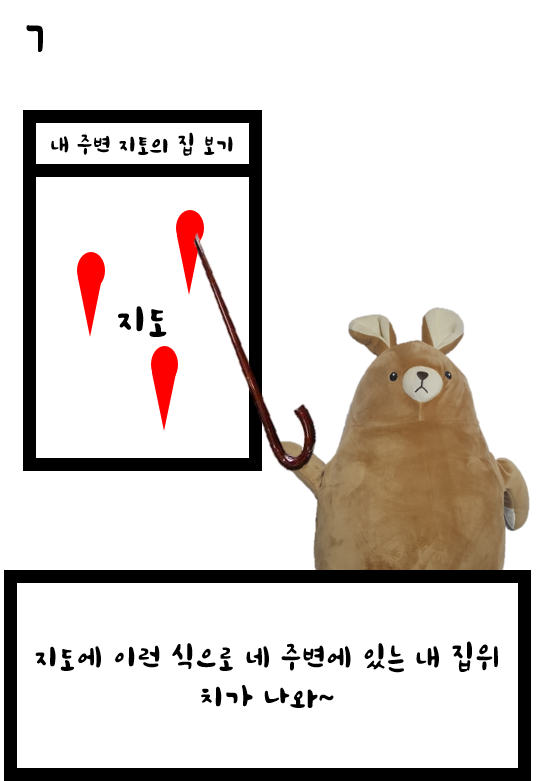 ㄱ
내 주변 지토의 집 보기
지도
지도에 이런 식으로 네 주변에 있는 내 집위
치가 나와~